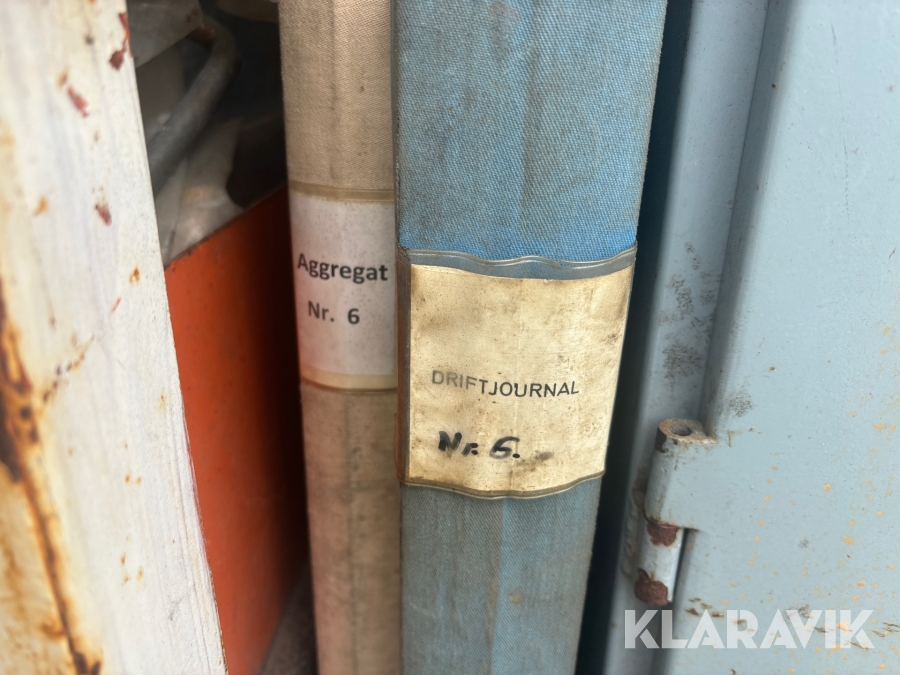 Aggregat
Nr. 6
DRIFTJOURNAL
Nr. 6.
KLARAVIK